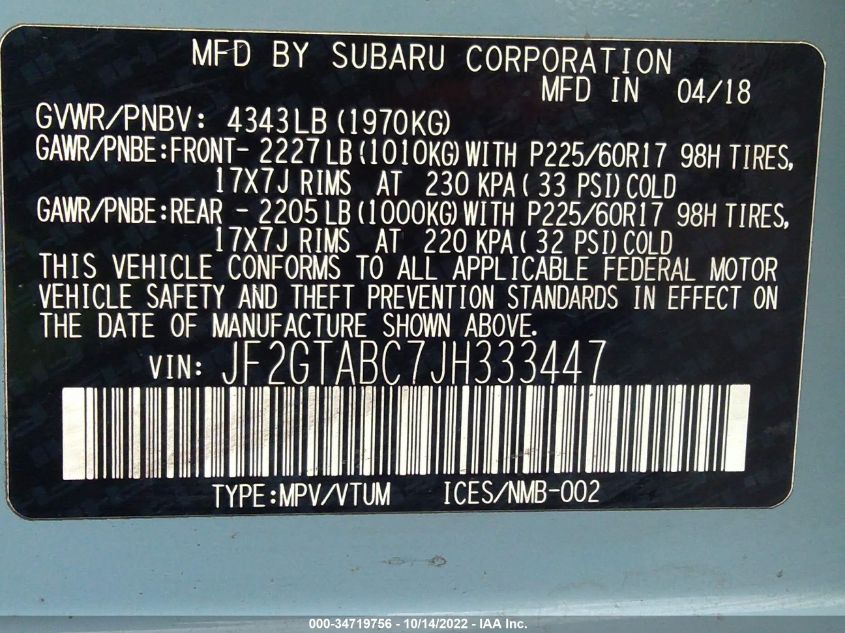 MFD BY SUBARU CORPORATION
MFD IN 04/18
GVWR/PNBV: 4343LB(1970KG)
GAWR/PNBE:FRONT- 2227LB(1010KG)WITH P225/60R17 98H TIRES,
17X7J RIMS AT 230 KPA( 33 PSI)COLD
GAWR/PNBE:REAR - 2205LB(1000KG)WITH P225/60R17 98H TIRES,
17X7J RIMS AT 220 KPA( 32 PSI)COLD
THIS VEHICLE CONFORMS TO ALL APPLICABLE FEDERAL MOTOR
VEHICLE SAFETY AND THEFT PREVENTION STANDARDS IN EFFECT ON
THE DATE OF MANUFACTURE SHOWN ABOVE.
VIN: JF2GTABC7JH333447
TYPE:MPV/VTUM ICES/NMB-002
000-34719756 - 10/14/2022 - IAA Inc.